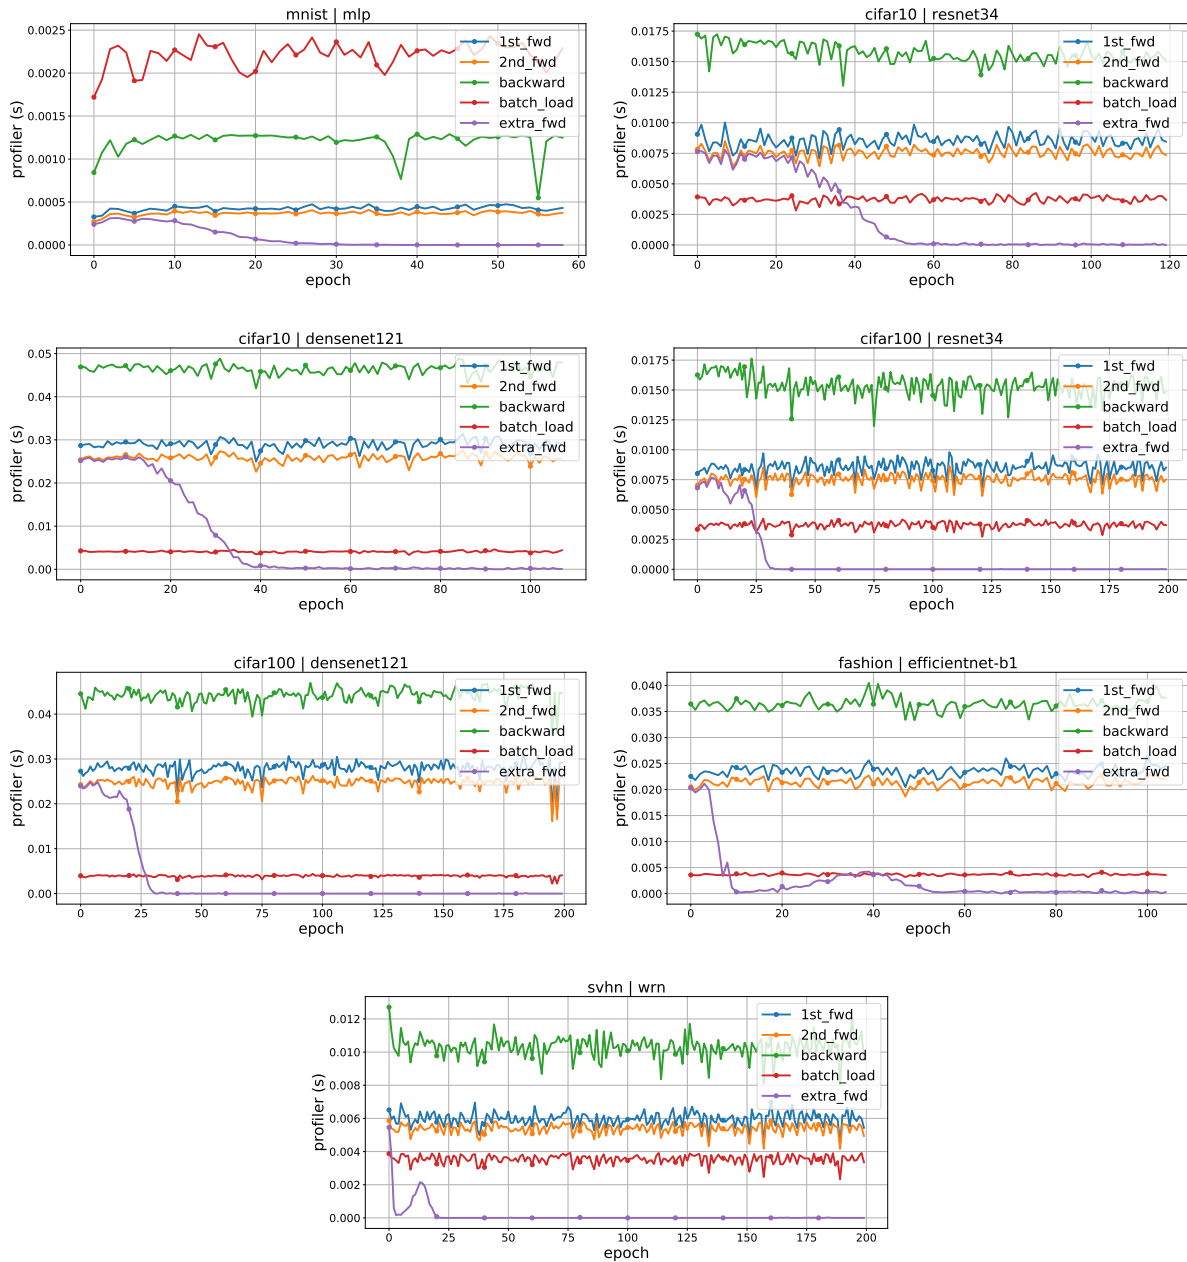 mnist | mlp
profiler (s)
0.0025
0.0020
0.0015
0.0010
0.0005
0.0000
1st_fwd
2nd_fwd
backward
batch_load
extra_fwd
0 10 20 30 40 50 60
epoch
cifar10 | resnet34
profiler (s)
0.0175
0.0150
0.0125
0.0100
0.0075
0.0050
0.0025
0.0000
1st_fwd
2nd_fwd
backward
batch_load
extra_fwd
0 20 40 60 80 100 120
epoch
cifar10 | densenet121
profiler (s)
0.05
0.04
0.03
0.02
0.01
0.00
1st_fwd
2nd_fwd
backward
batch_load
extra_fwd
0 20 40 60 80 100
epoch
cifar100 | resnet34
profiler (s)
0.0175
0.0150
0.0125
0.0100
0.0075
0.0050
0.0025
0.0000
1st_fwd
2nd_fwd
backward
batch_load
extra_fwd
0 25 50 75 100 125 150 175 200
epoch
cifar100 | densenet121
profiler (s)
0.04
0.03
0.02
0.01
0.00
1st_fwd
2nd_fwd
backward
batch_load
extra_fwd
0 25 50 75 100 125 150 175 200
epoch
fashion | efficientnet-b1
profiler (s)
0.040
0.035
0.030
0.025
0.020
0.015
0.010
0.005
0.000
1st_fwd
2nd_fwd
backward
batch_load
extra_fwd
0 20 40 60 80 100
epoch
svhn | wrn
profiler (s)
0.012
0.010
0.008
0.006
0.004
0.002
0.000
1st_fwd
2nd_fwd
backward
batch_load
extra_fwd
0 25 50 75 100 125 150 175 200
epoch